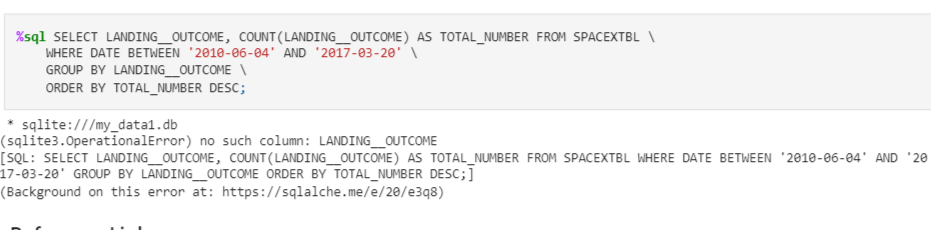 %sql SELECT LANDING__OUTCOME, COUNT(LANDING__OUTCOME) AS TOTAL_NUMBER FROM SPACEXTBL \
WHERE DATE BETWEEN '2010-06-04' AND '2017-03-20' \
GROUP BY LANDING__OUTCOME \
ORDER BY TOTAL_NUMBER DESC;
* sqlite:///my_data1.db
(sqlite3.OperationalError) no such column: LANDING__OUTCOME
[SQL: SELECT LANDING__OUTCOME, COUNT(LANDING__OUTCOME) AS TOTAL_NUMBER FROM SPACEXTBL WHERE DATE BETWEEN '2010-06-04' AND '20
17-03-20' GROUP BY LANDING__OUTCOME ORDER BY TOTAL_NUMBER DESC;]
(Background on this error at: https://sqlalche.me/e/20/e3q8)